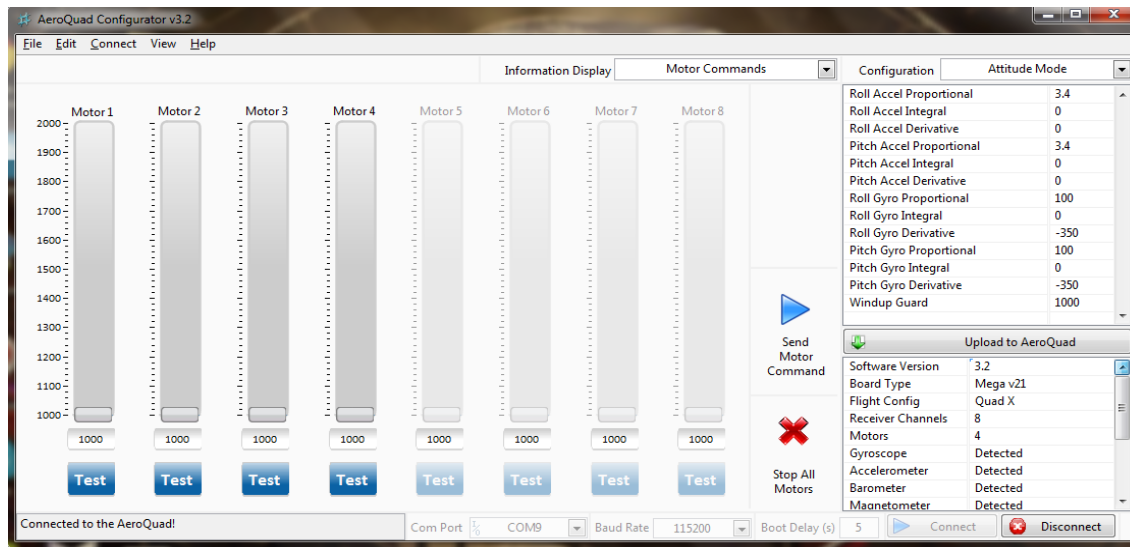 AeroQuad Configurator v3.2
File Edit Connect View Help
Information Display Motor Commands Configuration Attitude Mode
Motor 1 Motor 2 Motor 3 Motor 4 Motor 5 Motor 6 Motor 7 Motor 8
2000
1900
1800
1700
1600
1500
1400
1300
1200
1100
1000
1000 1000 1000 1000 1000 1000 1000 1000
Test Test Test Test Test Test Test Test
Send
Motor
Command
Stop All
Motors
Roll Accel Proportional 3.4
Roll Accel Integral 0
Roll Accel Derivative 0
Pitch Accel Proportional 3.4
Pitch Accel Integral 0
Pitch Accel Derivative 0
Roll Gyro Proportional 100
Roll Gyro Integral 0
Roll Gyro Derivative -350
Pitch Gyro Proportional 100
Pitch Gyro Integral 0
Pitch Gyro Derivative -350
Windup Guard 1000
Upload to AeroQuad
Software Version 3.2
Board Type Mega v21
Flight Config Quad X
Receiver Channels 8
Motors 4
Gyroscope Detected
Accelerometer Detected
Barometer Detected
Magnetometer Detected
Connected to the AeroQuad! Com Port COM9 Baud Rate 115200 Boot Delay (s) 5 Connect Disconnect